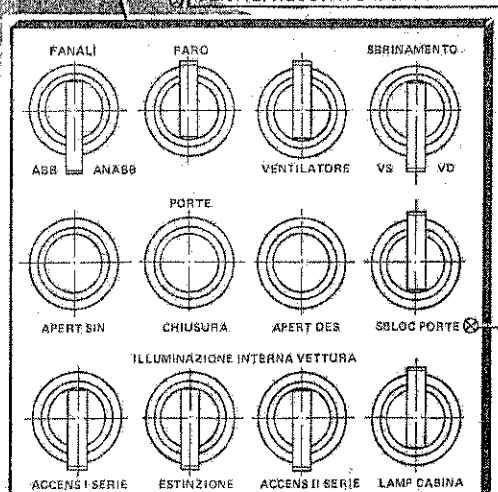 FANALI FARO SBRINAMENTO
ABB ANABB VENTILATORE VS VD
PORTE
APERT SIN CHIUSURA APERT DES SBLOC PORTE
ILLUMINAZIONE INTERNA VETTURA
ACCENS I SERIE ESTINZIONE ACCENS II SERIE LAMP CABINA